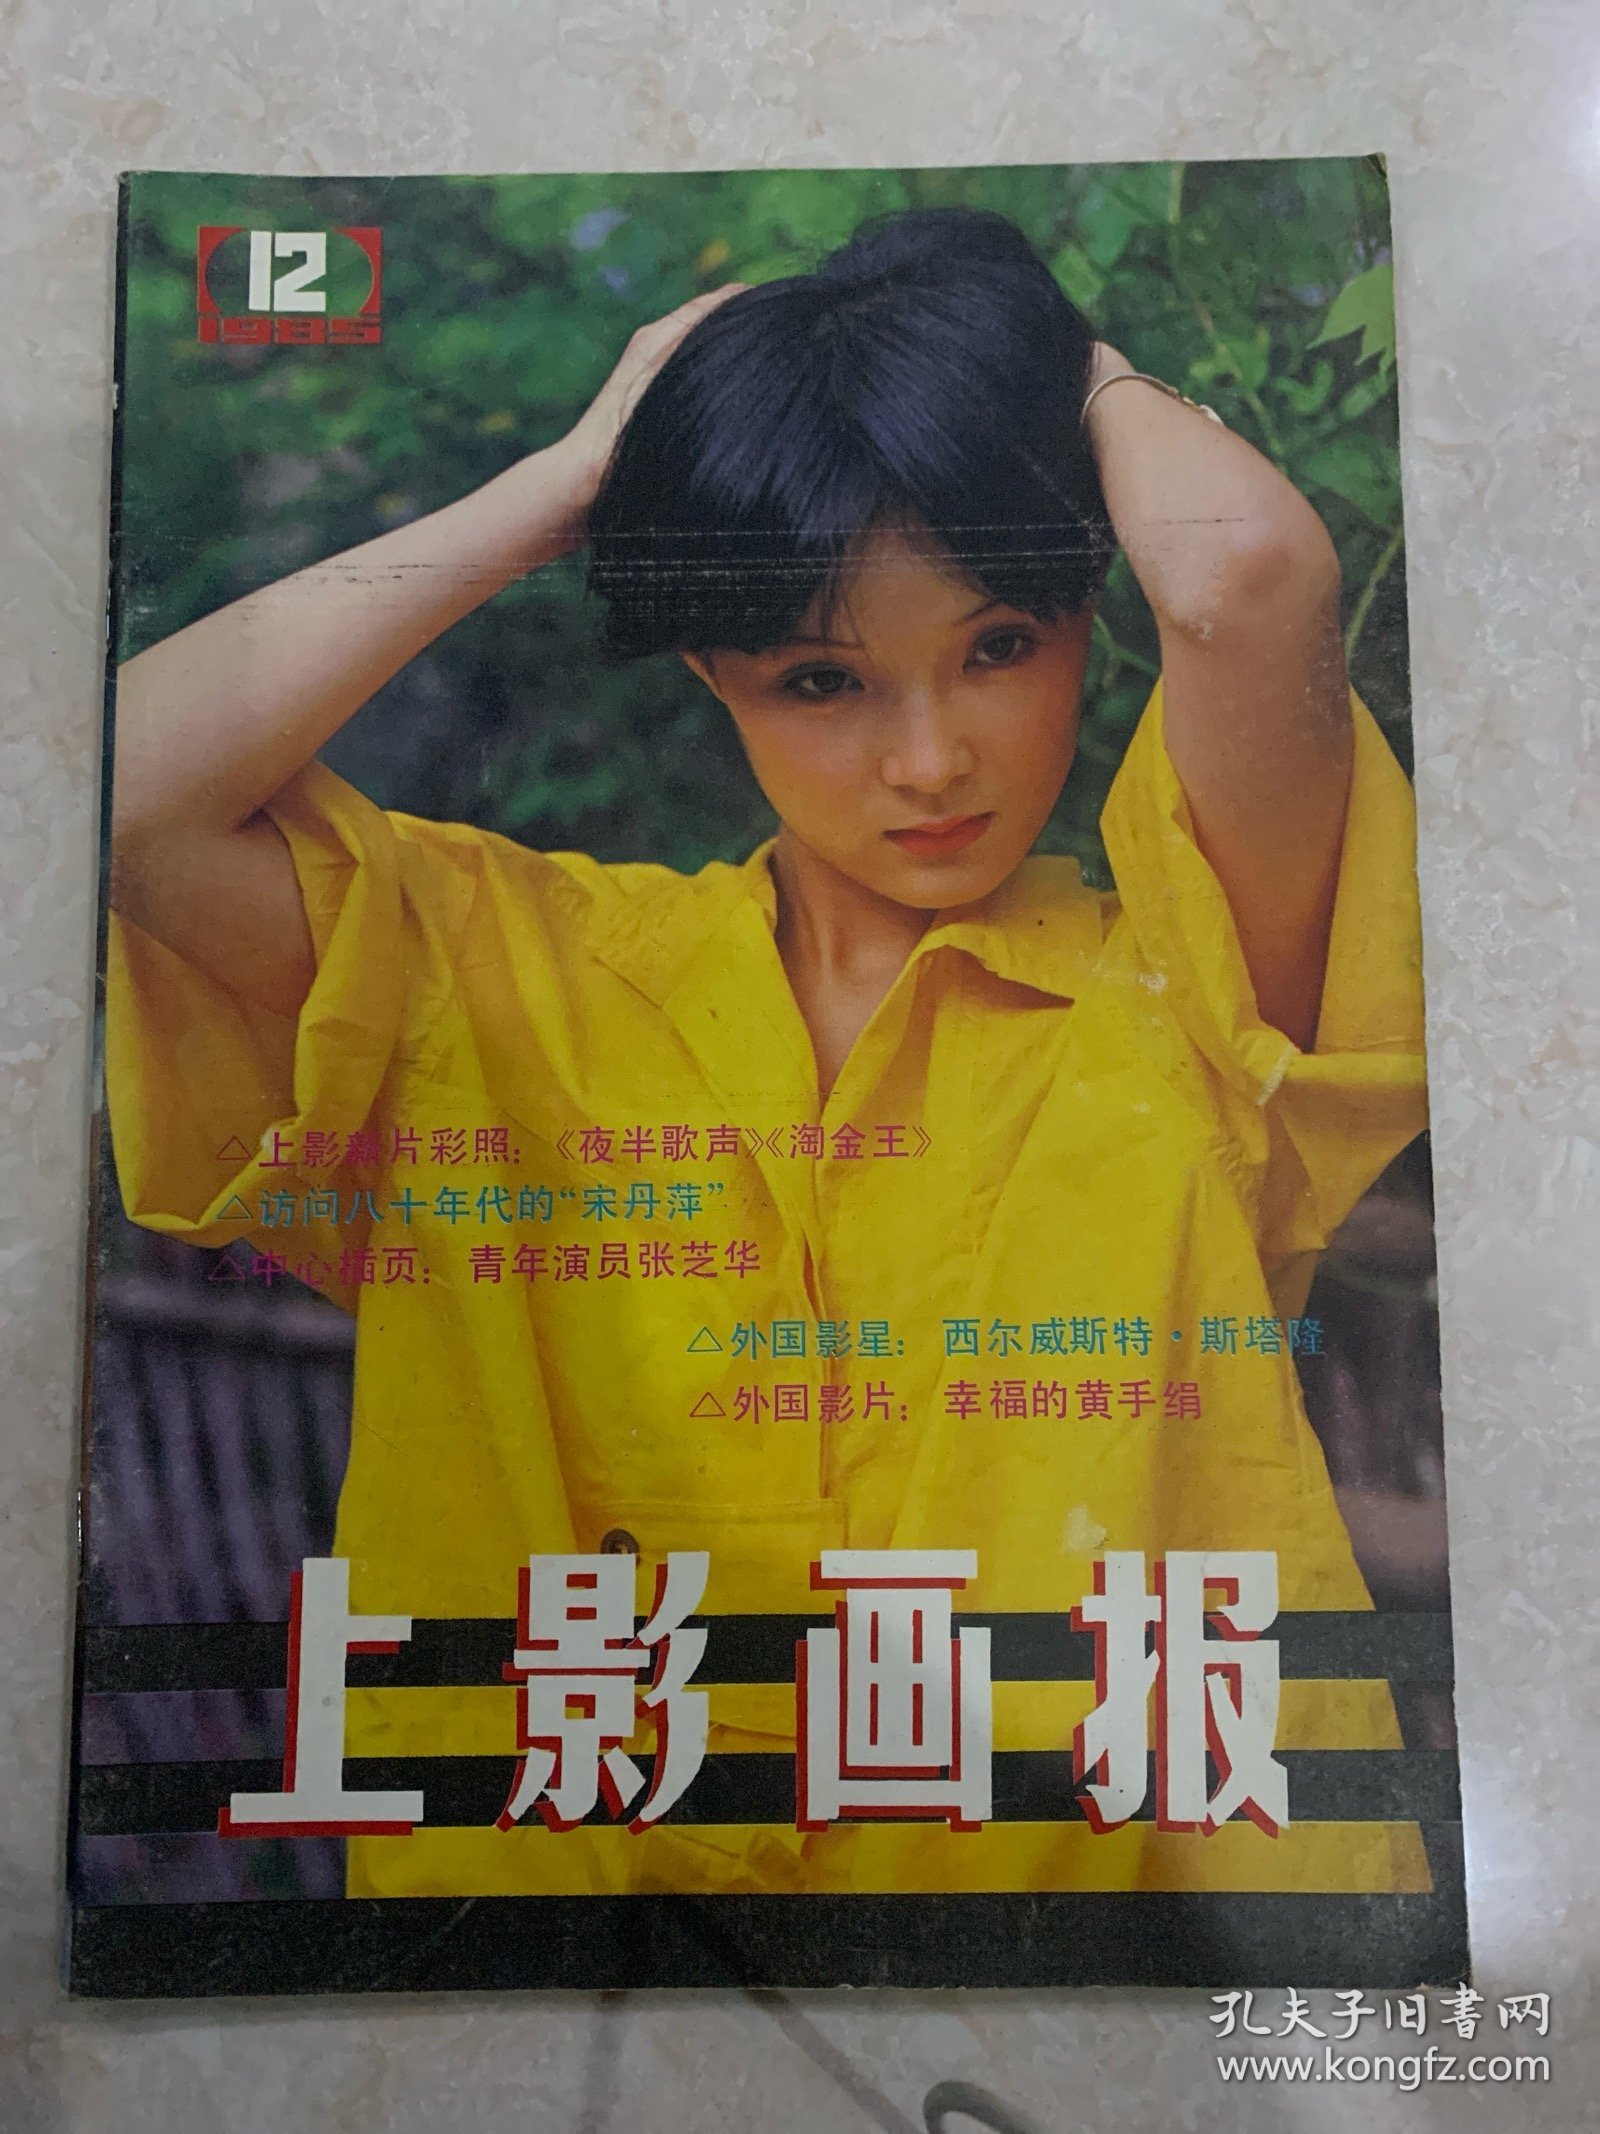 12
1985
△上影新片彩照：《夜半歌声》《淘金王》
△访问八十年代的“宋丹萍”
△中心插页：青年演员张芝华
△外国影星：西尔威斯特·斯塔隆
△外国影片：幸福的黄手绢
上影画报
孔夫子旧书网
www.kongfz.com